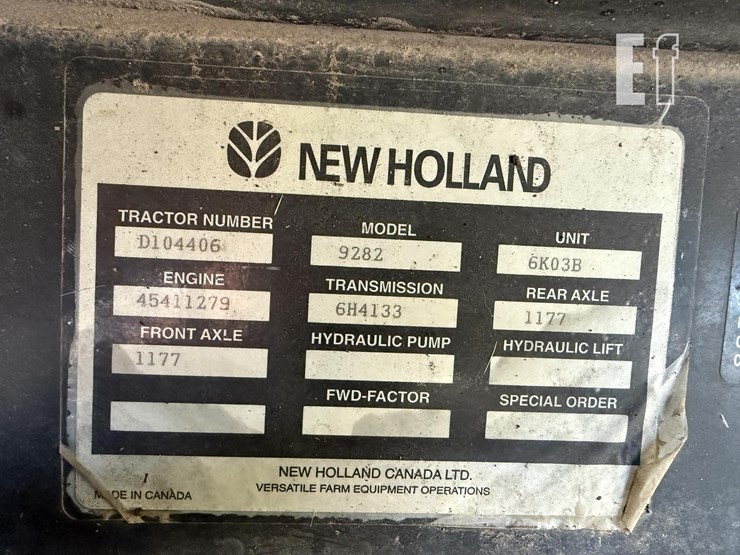 Ef
NEW HOLLAND
TRACTOR NUMBER MODEL UNIT
D104406 9282 6K03B
ENGINE TRANSMISSION REAR AXLE
45411279 6H4133 1177
FRONT AXLE HYDRAULIC PUMP HYDRAULIC LIFT
1177
FWD-FACTOR SPECIAL ORDER
NEW HOLLAND CANADA LTD.
MADE IN CANADA VERSATILE FARM EQUIPMENT OPERATIONS